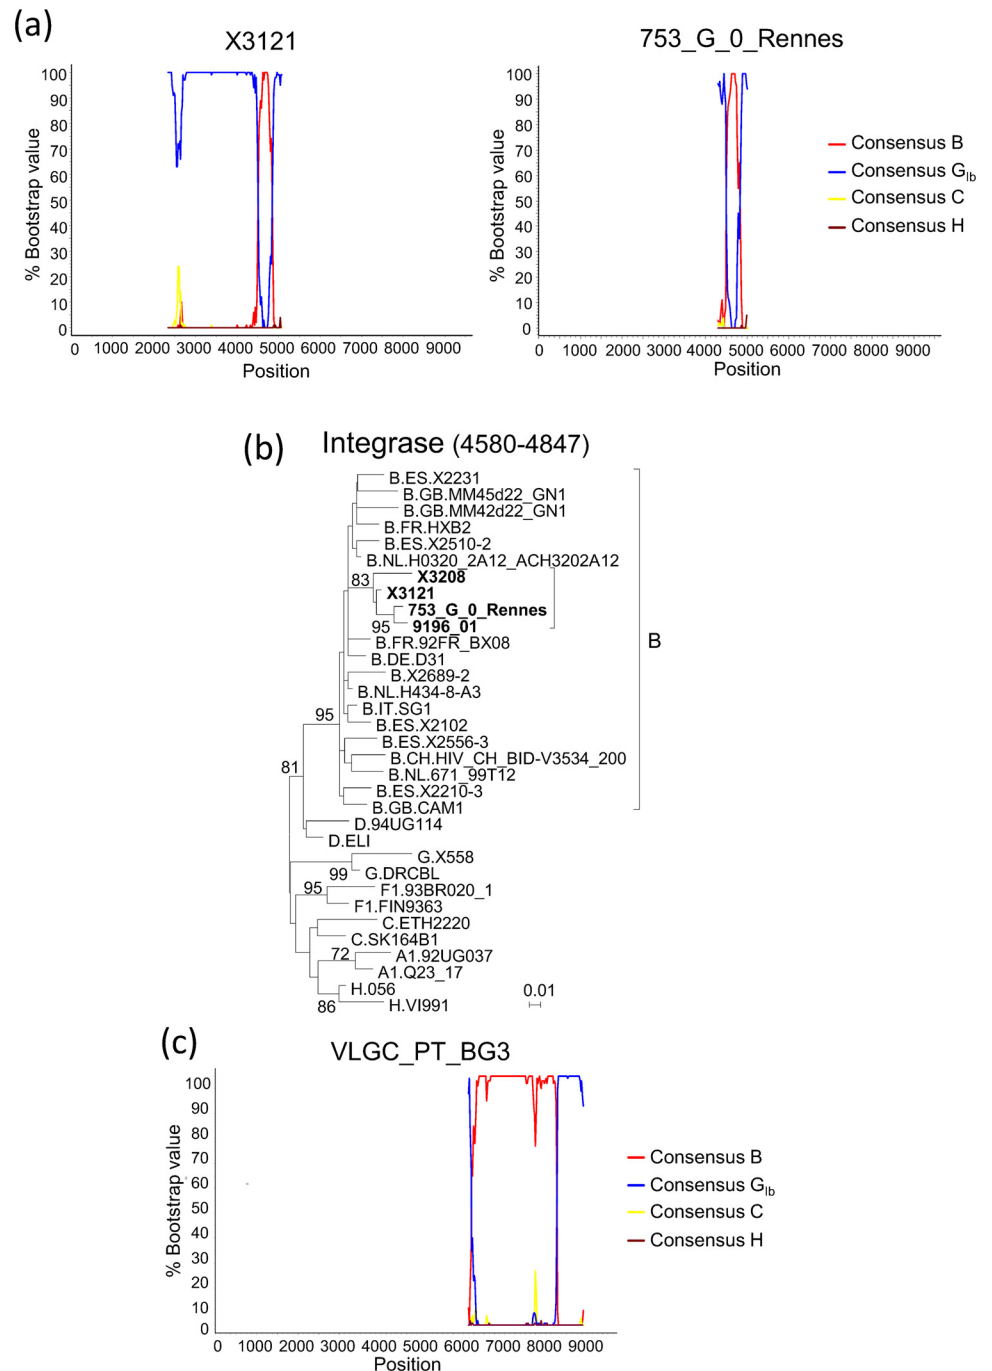 (a)
X3121
753_G_0_Rennes
% Bootstrap value
100
90
80
70
60
50
40
30
20
10
0
0 1000 2000 3000 4000 5000 6000 7000 8000 9000
Position
% Bootstrap value
100
90
80
70
60
50
40
30
20
10
0
0 1000 3000 4000 5000 6000 7000 8000 9000
Position
Consensus B
Consensus GIb
Consensus C
Consensus H
(b)
Integrase (4580-4847)
B.ES.X2231
B.GB.MM45d22_GN1
B.GB.MM42d22_GN1
B.FR.HXB2
B.ES.X2510-2
B.NL.H0320_2A12_ACH3202A12
83
X3208
X3121
753_G_0_Rennes
95
9196_01
B.FR.92FR_BX08
B
B.DE.D31
B.X2689-2
B.NL.H434-8-A3
B.IT.SG1
95
B.ES.X2102
B.ES.X2556-3
B.CH.HIV_CH_BID-V3534_200
81
B.NL.671_99T12
B.ES.X2210-3
B.GB.CAM1
D.94UG114
D.ELI
G.X558
99
G.DRCBL
95
F1.93BR020_1
F1.FIN9363
C.ETH2220
C.SK164B1
72
A1.92UG037
A1.Q23_17
H.056
86
H.VI991
0.01
(c)
VLGC_PT_BG3
% Bootstrap value
100
90
80
70
60
50
40
30
20
10
0
0 1000 2000 3000 4000 5000 6000 7000 8000 9000
Position
Consensus B
Consensus GIb
Consensus C
Consensus H